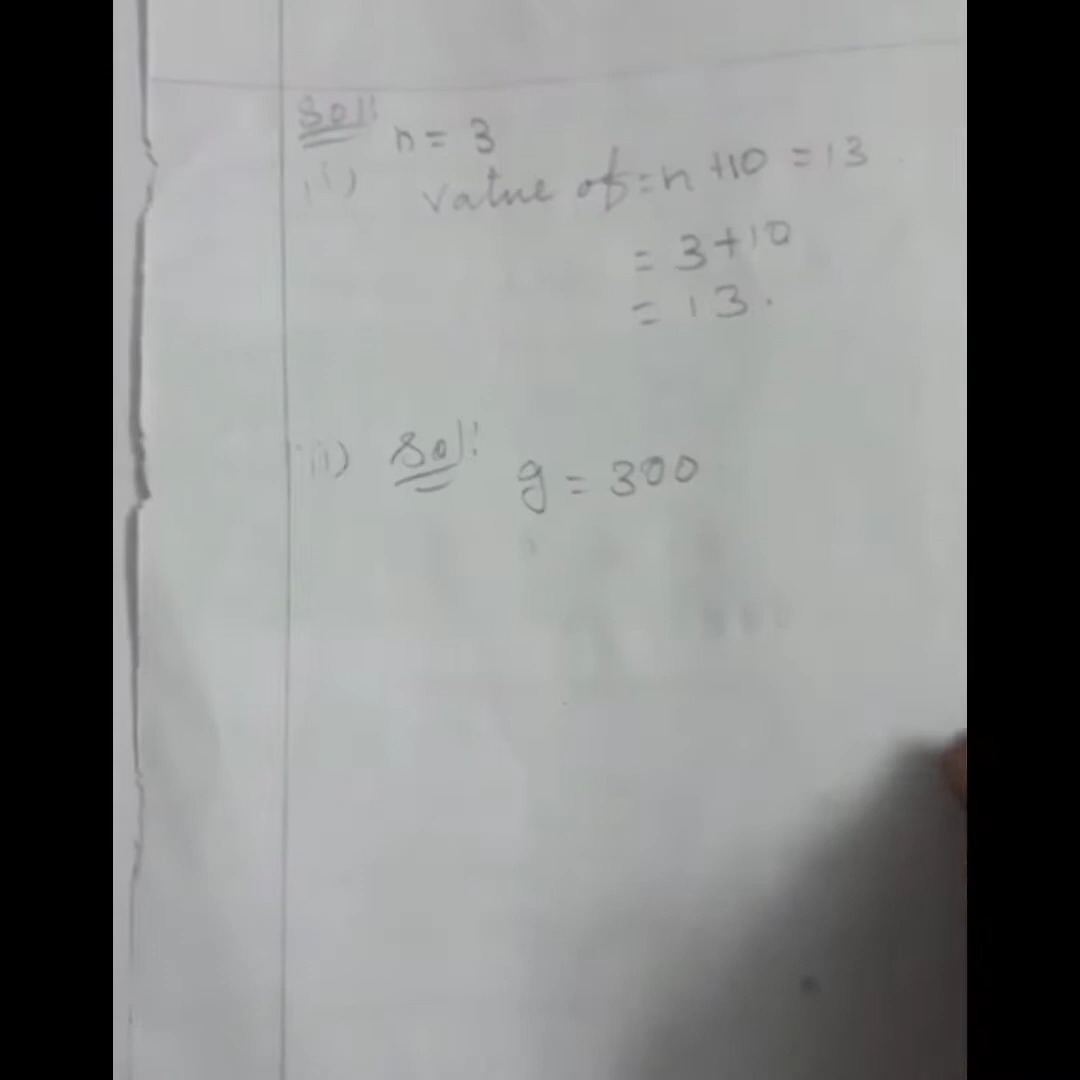 Sol:
n = 3
i) value of = n + 10 = 13
= 3 + 10
= 13.
ii) Sol: g = 300